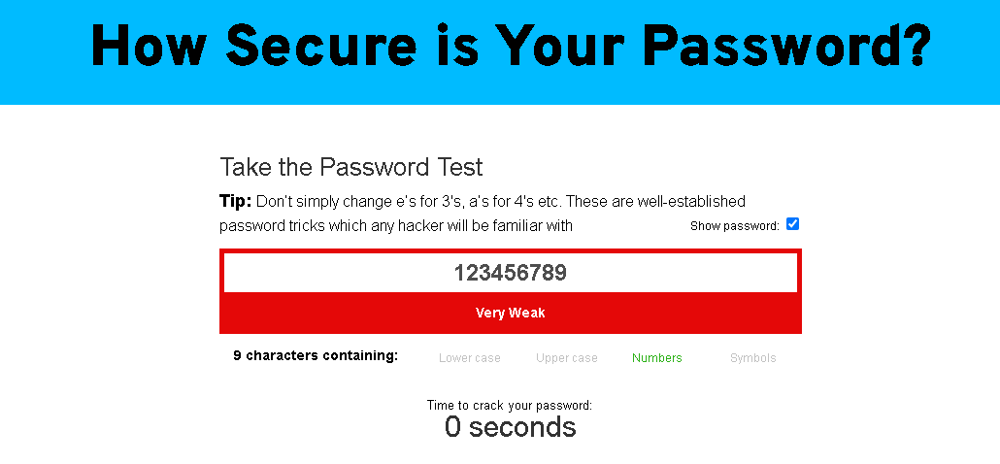 How Secure is Your Password?
Take the Password Test
Tip: Don't simply change e's for 3's, a's for 4's etc. These are well-established
password tricks which any hacker will be familiar with
Show password:
123456789
Very Weak
9 characters containing: Lower case Upper case Numbers Symbols
Time to crack your password:
0 seconds